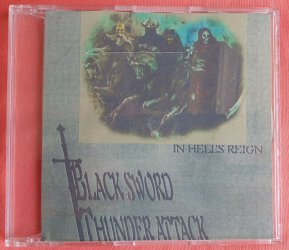 IN HELL'S REIGN
BLACK SWORD
THUNDER ATTACK